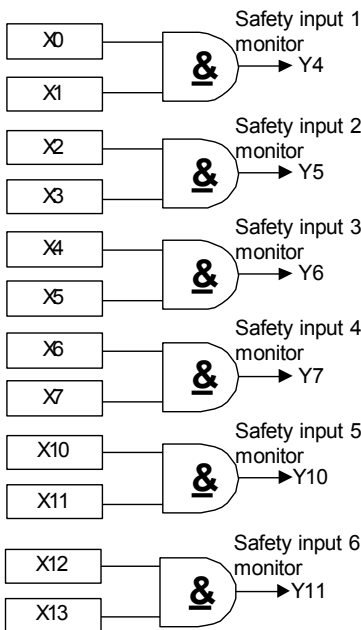 Safety input 1
X0
monitor
&
Y4
X1
Safety input 2
X2
monitor
&
Y5
X3
Safety input 3
X4
monitor
&
Y6
X5
Safety input 4
X6
monitor
&
Y7
X7
Safety input 5
X10
monitor
&
Y10
X11
Safety input 6
X12
monitor
&
Y11
X13